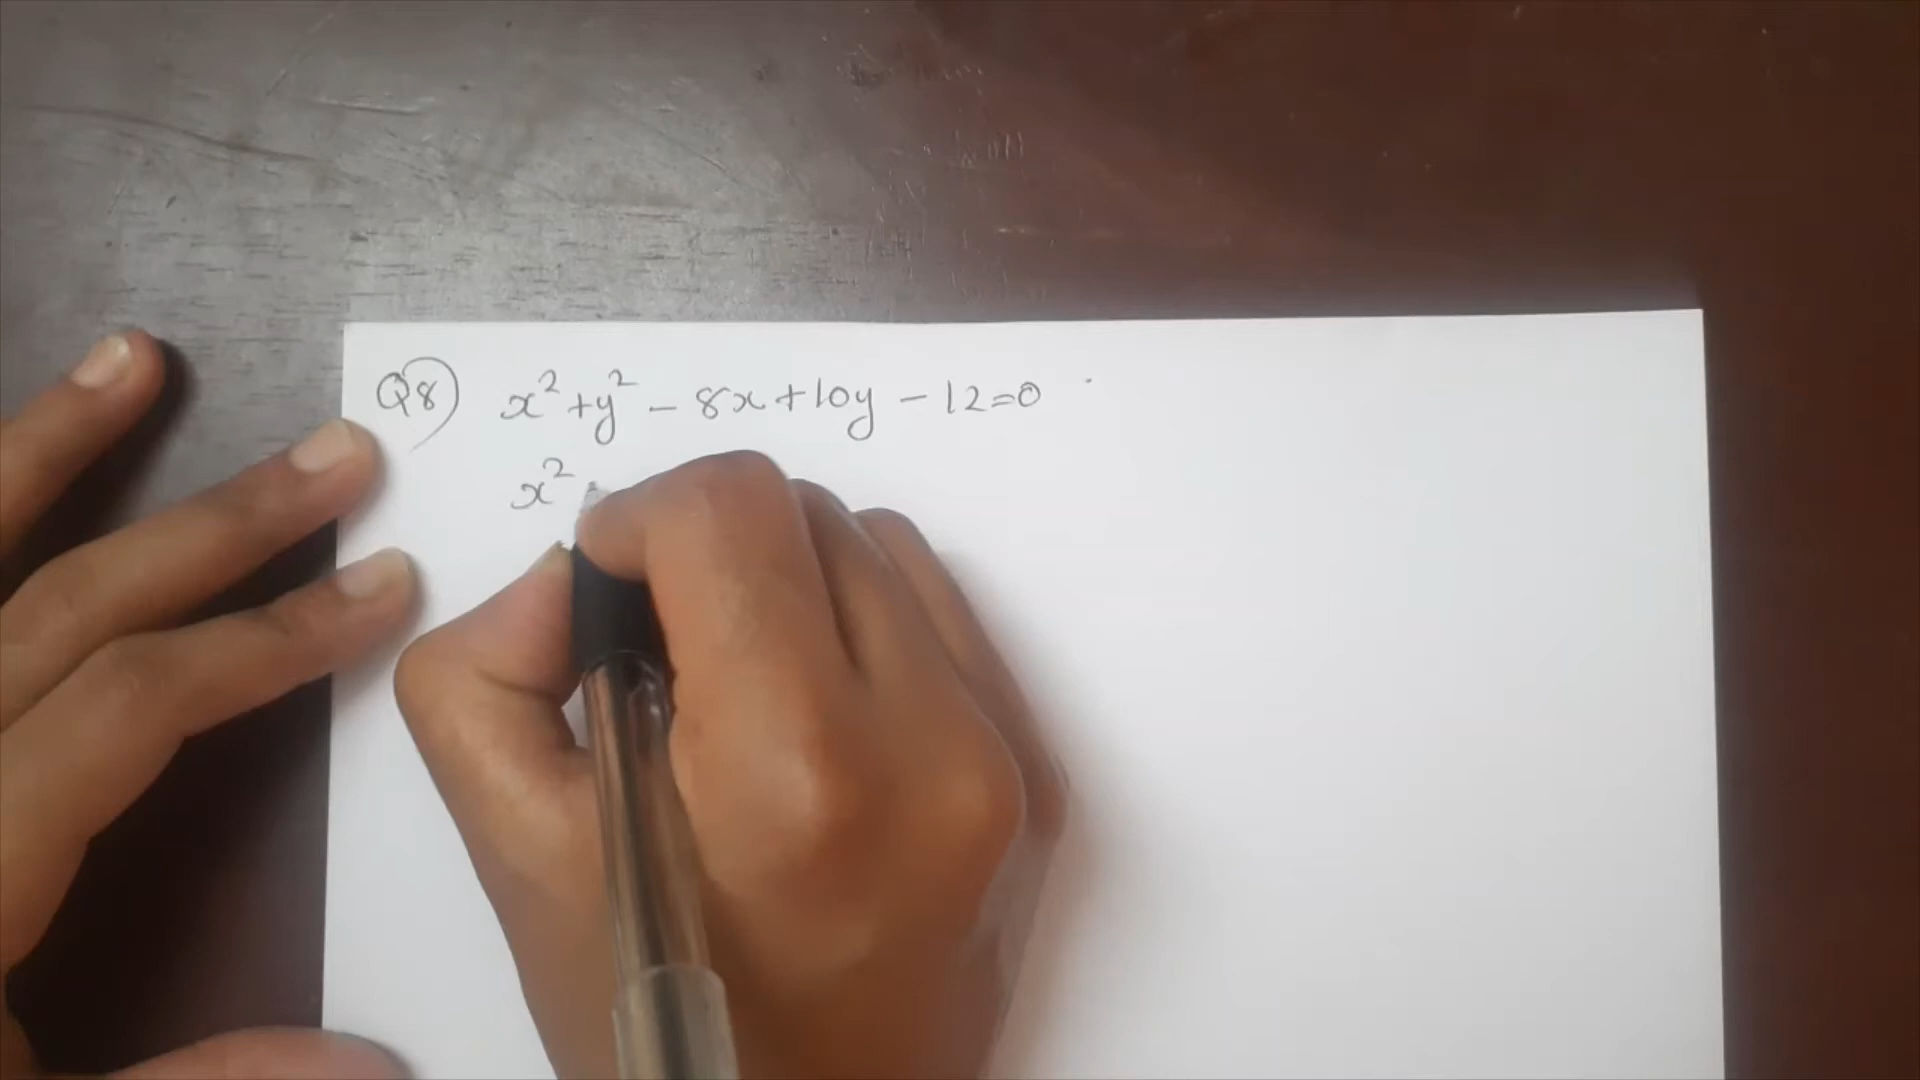 Q8) x² + y² - 8x + 10y - 12 = 0
x²